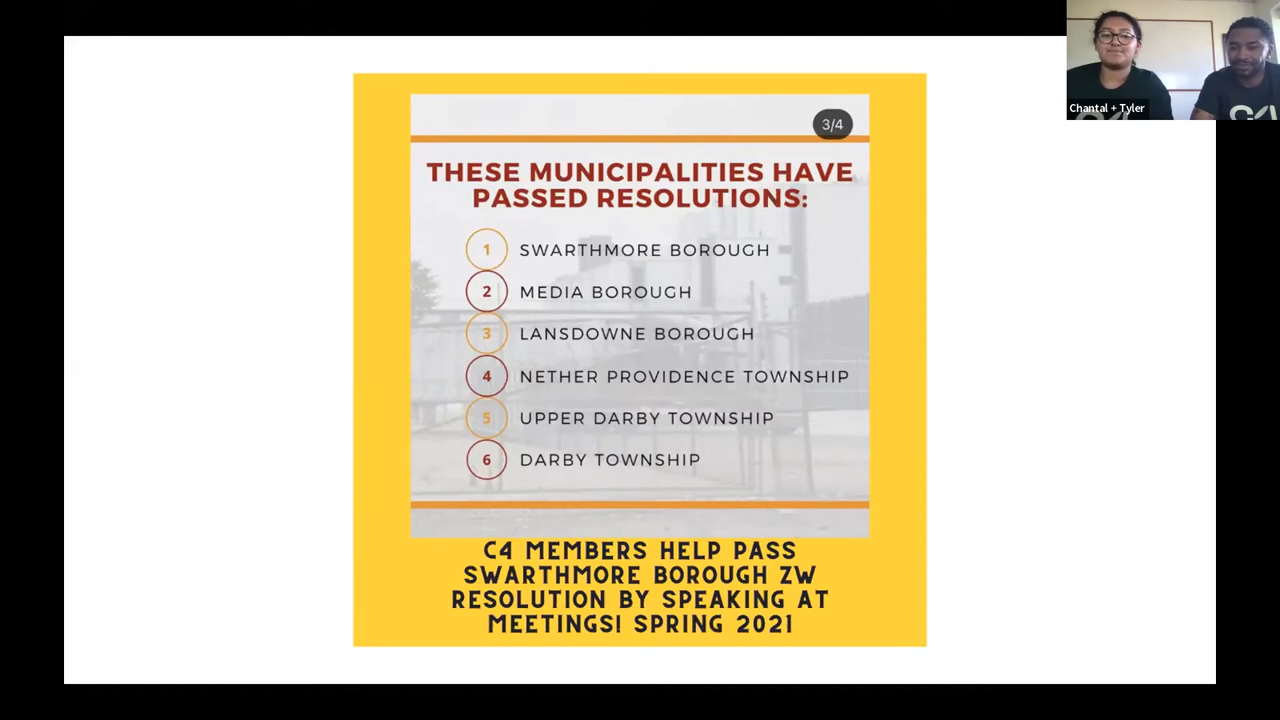 Chantal + Tyler
3/4
THESE MUNICIPALITIES HAVE
PASSED RESOLUTIONS:
1 SWARTHMORE BOROUGH
2 MEDIA BOROUGH
3 LANSDOWNE BOROUGH
4 NETHER PROVIDENCE TOWNSHIP
5 UPPER DARBY TOWNSHIP
6 DARBY TOWNSHIP
C4 MEMBERS HELP PASS
SWARTHMORE BOROUGH ZW
RESOLUTION BY SPEAKING AT
MEETINGS! SPRING 2021